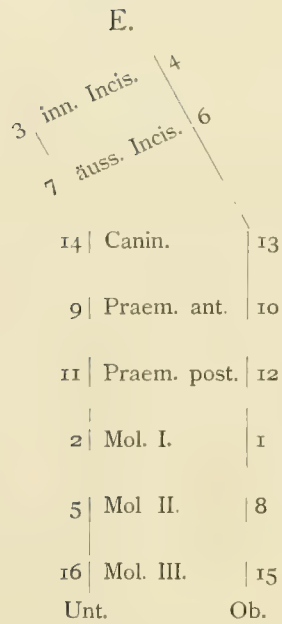 E.
3 inn. Incis. 4
7 äuss. Incis. 6
14 | Canin. | 13
9 | Praem. ant. | 10
11 | Praem. post. | 12
2 | Mol. I. | 1
5 | Mol II. | 8
16 | Mol. III. | 15
Unt. Ob.